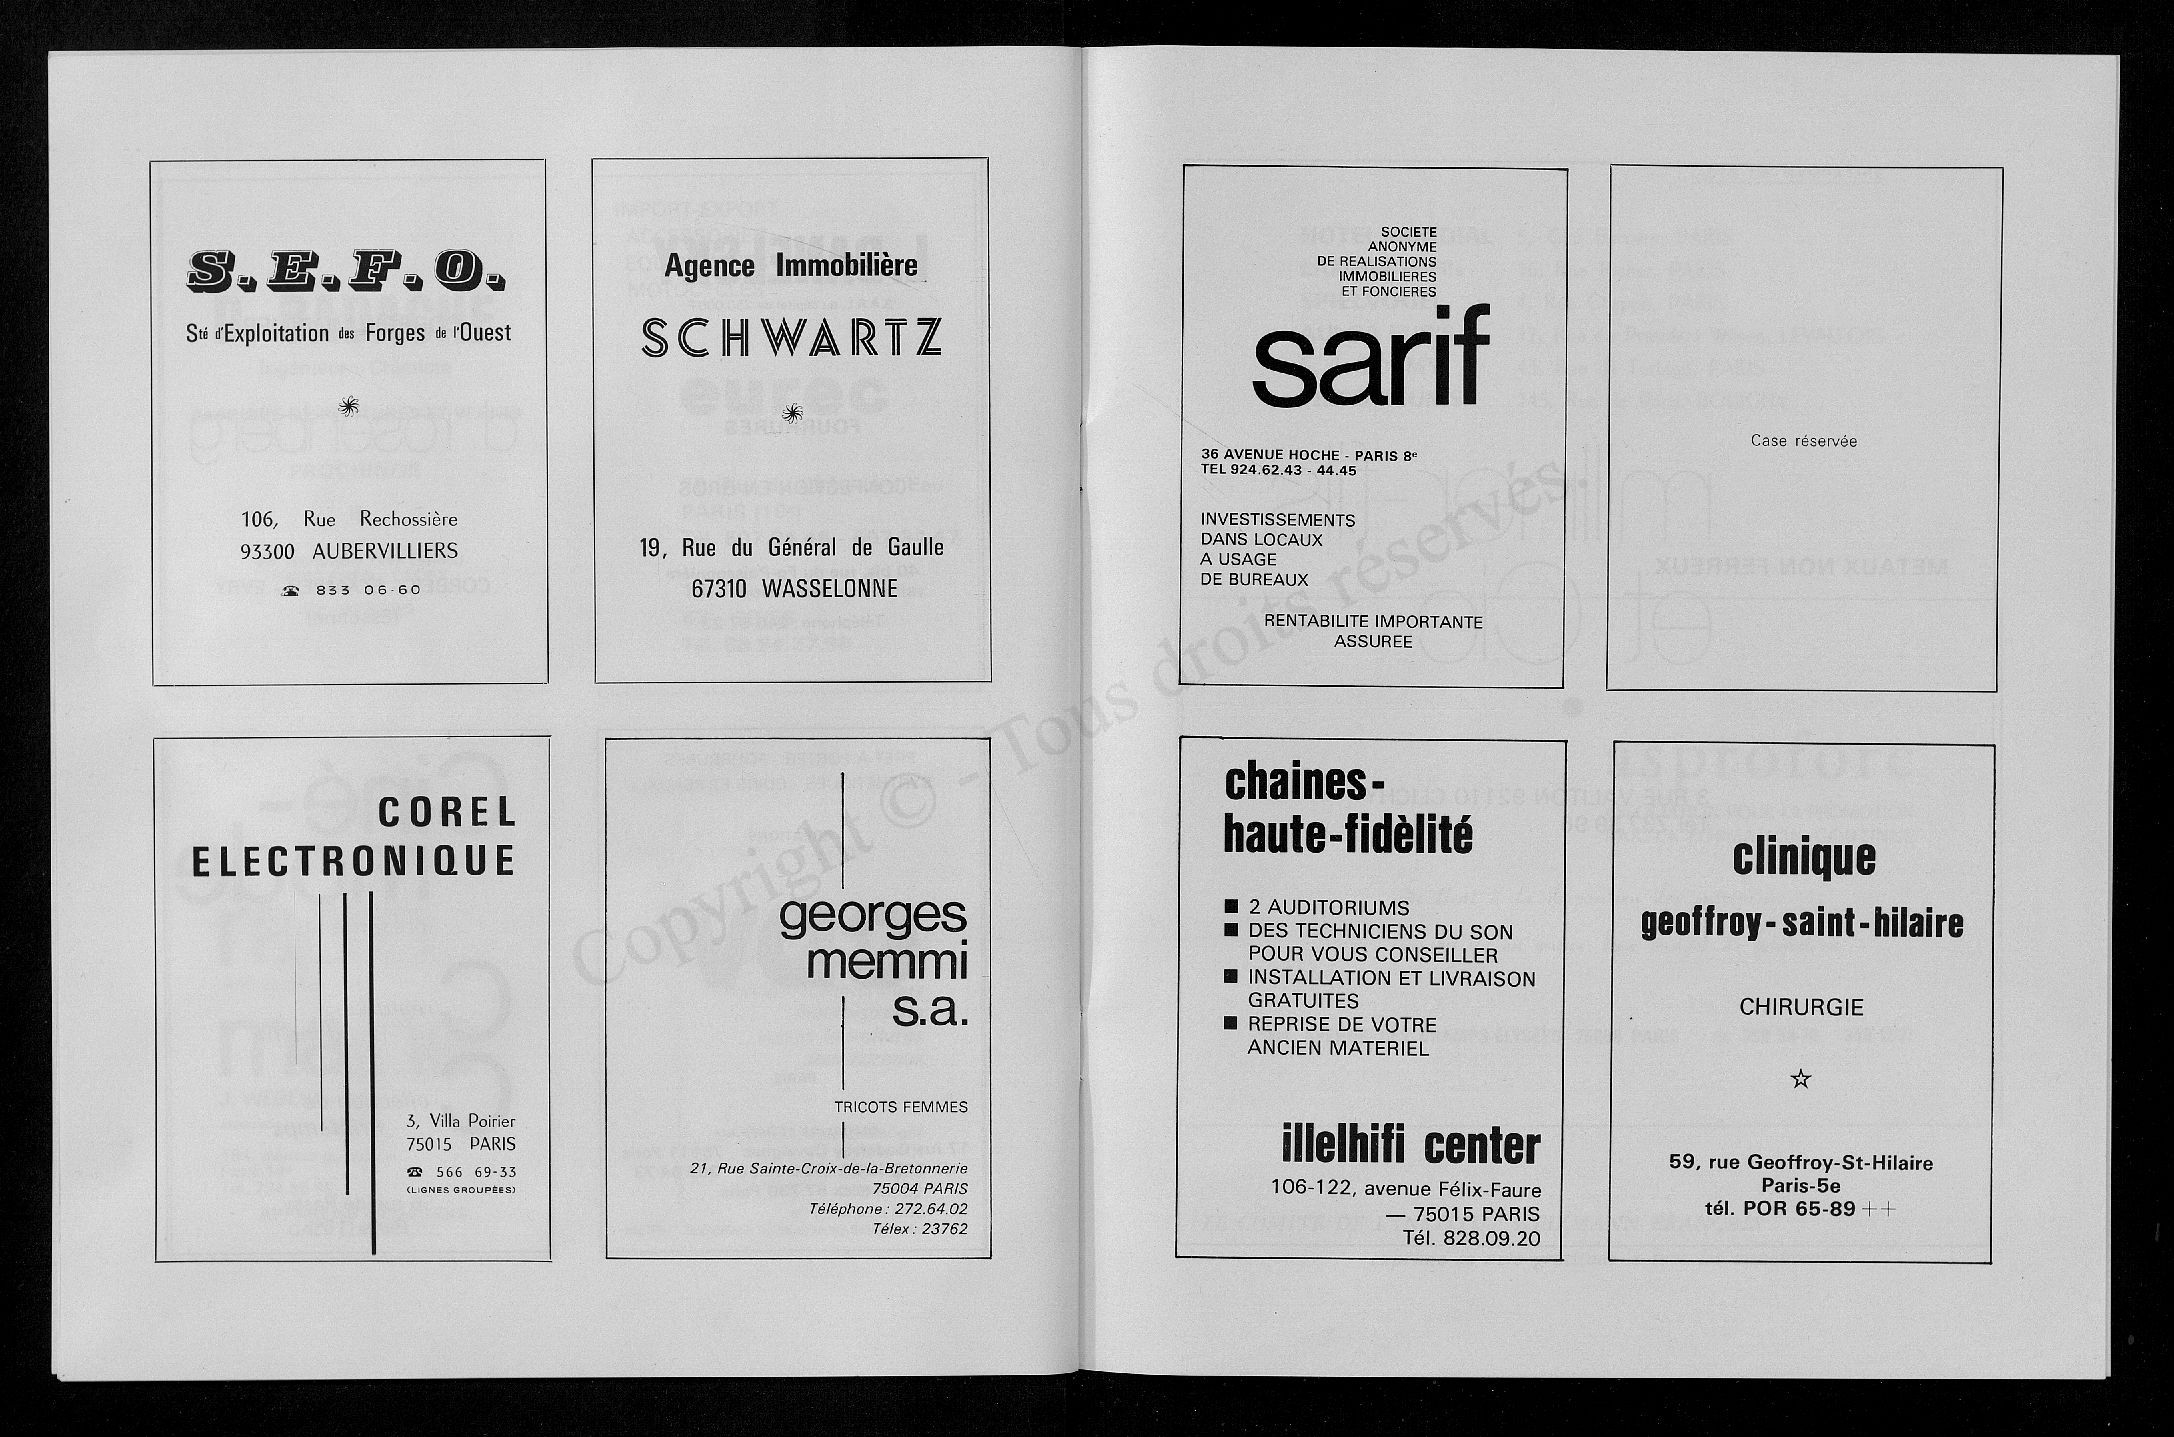 S.E.F.O.
Sté d'Exploitation des Forges de l'Ouest
106, Rue Rechossière
93300 AUBERVILLIERS
☎ 833 06-60
Agence Immobilière
SCHWARTZ
19, Rue du Général de Gaulle
67310 WASSELONNE
COREL
ELECTRONIQUE
3, Villa Poirier
75015 PARIS
☎ 566 69-33
(LIGNES GROUPÉES)
georges
memmi
s.a.
TRICOTS FEMMES
21, Rue Sainte-Croix-de-la-Bretonnerie
75004 PARIS
Téléphone : 272.64.02
Télex : 23762
SOCIETE
ANONYME
DE REALISATIONS
IMMOBILIERES
ET FONCIERES
sarif
36 AVENUE HOCHE - PARIS 8e
TEL 924.62.43 - 44.45
INVESTISSEMENTS
DANS LOCAUX
A USAGE
DE BUREAUX
RENTABILITE IMPORTANTE
ASSUREE
Case réservée
chaines-
haute-fidèlité
■ 2 AUDITORIUMS
■ DES TECHNICIENS DU SON
POUR VOUS CONSEILLER
■ INSTALLATION ET LIVRAISON
GRATUITES
■ REPRISE DE VOTRE
ANCIEN MATERIEL
illelhifi center
106-122, avenue Félix-Faure
— 75015 PARIS
Tél. 828.09.20
clinique
geoffroy-saint-hilaire
CHIRURGIE
59, rue Geoffroy-St-Hilaire
Paris-5e
tél. POR 65-89 ++
Copyright © - Tous droits réservés.